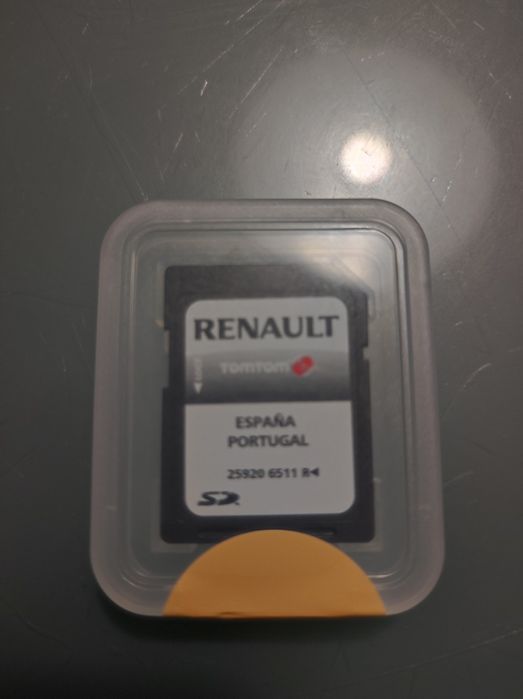 RENAULT
TOMTOM
ESPAÑA
PORTUGAL
25920 6511 R
SD